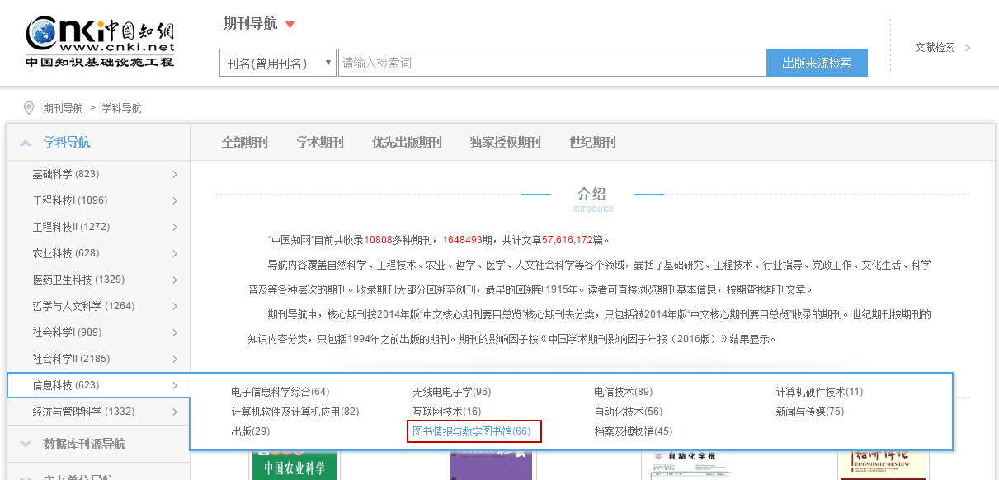 Cnki中国知网
www.cnki.net
中国知识基础设施工程
期刊导航
刊名(曾用刊名)
请输入检索词
出版来源检索
文献检索
期刊导航 > 学科导航
学科导航
全部期刊 学术期刊 优先出版期刊 独家授权期刊 世纪期刊
基础科学 (823)
工程科技I (1096)
工程科技II (1272)
农业科技 (628)
医药卫生科技 (1329)
哲学与人文科学 (1264)
社会科学I (909)
社会科学II (2185)
信息科技 (623)
经济与管理科学 (1332)
数据库刊源导航
主办单位导航
介绍
Introduce
“中国知网”目前共收录10808多种期刊，1648493期，共计文章57,616,172篇。
导航内容覆盖自然科学、工程技术、农业、哲学、医学、人文社会科学等各个领域，囊括了基础研究、工程技术、行业指导、党政工作、文化生活、科学
普及等各种层次的期刊。收录期刊大部分回溯至创刊，最早的回溯到1915年。读者可直接浏览期刊基本信息，按期查找期刊文章。
期刊导航中，核心期刊按2014年版“中文核心期刊要目总览”核心期刊表分类，只包括被2014年版“中文核心期刊要目总览”收录的期刊。世纪期刊按期刊的
知识内容分类，只包括1994年之前出版的期刊。期刊的影响因子按《中国学术期刊影响因子年报（2016版）》结果显示。
电子信息科学综合(64) 无线电电子学(96) 电信技术(89) 计算机硬件技术(11)
计算机软件及计算机应用(82) 互联网技术(16) 自动化技术(56) 新闻与传媒(75)
出版(29) 图书情报与数字图书馆(66) 档案及博物馆(45)
中国农业科学
社会
自动化学报
经济评论
ECONOMIC REVIEW